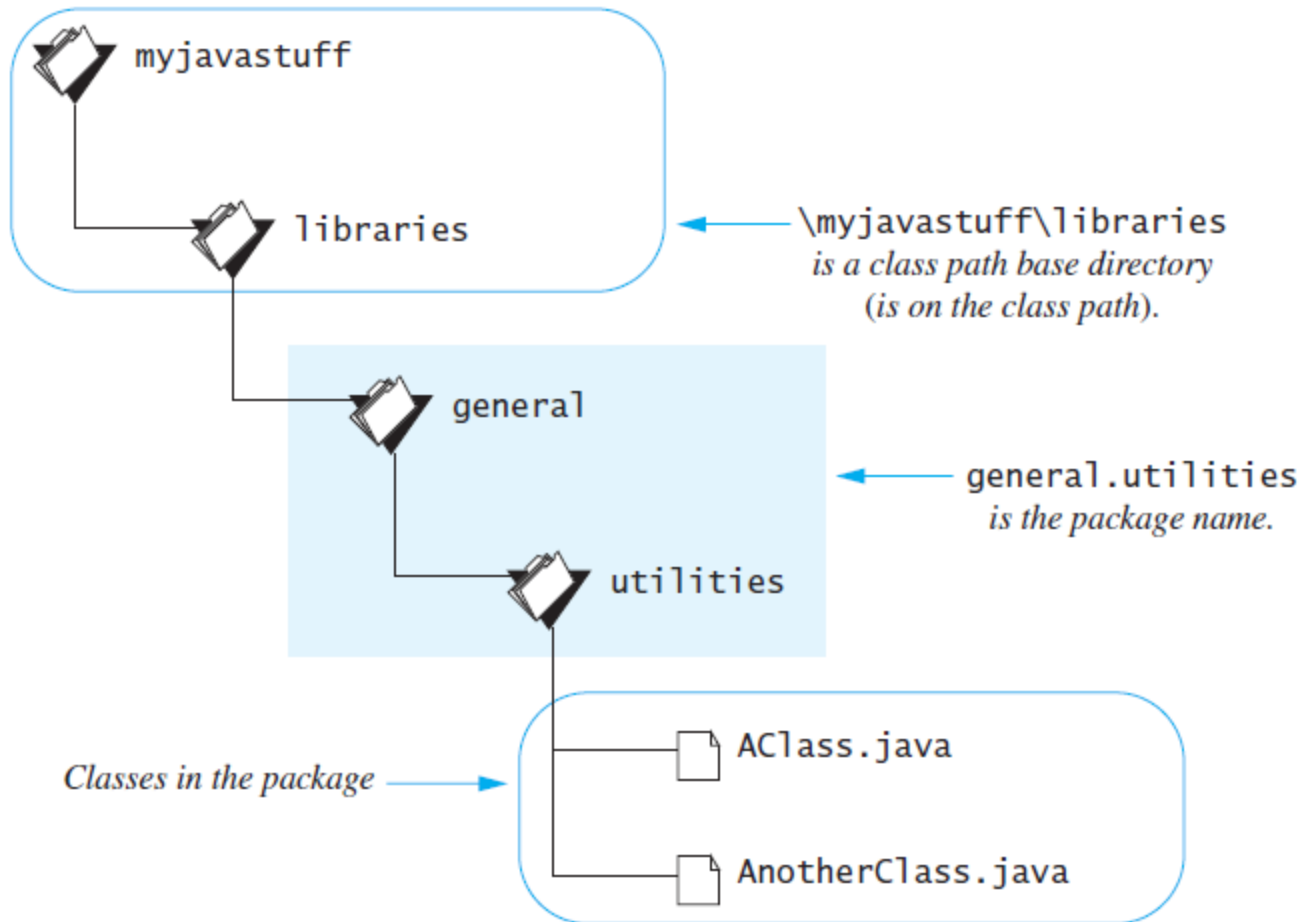 myjavastuff
libraries
\myjavastuff\libraries
is a class path base directory
(is on the class path).
general
general.utilities
is the package name.
utilities
AClass.java
Classes in the package
AnotherClass.java